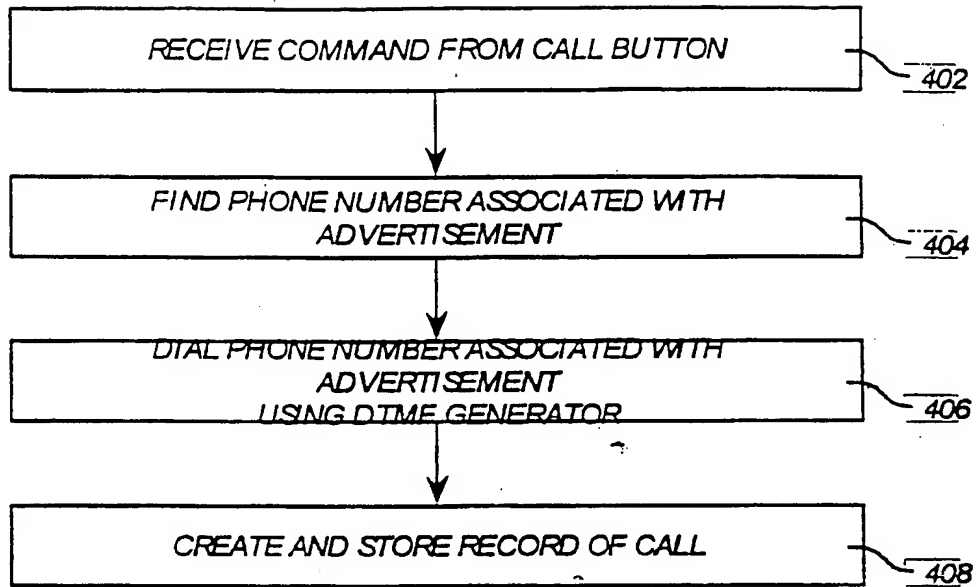 RECEIVE COMMAND FROM CALL BUTTON
402
FIND PHONE NUMBER ASSOCIATED WITH
ADVERTISEMENT
404
DIAL PHONE NUMBER ASSOCIATED WITH
ADVERTISEMENT
USING DTMF GENERATOR
406
CREATE AND STORE RECORD OF CALL
408